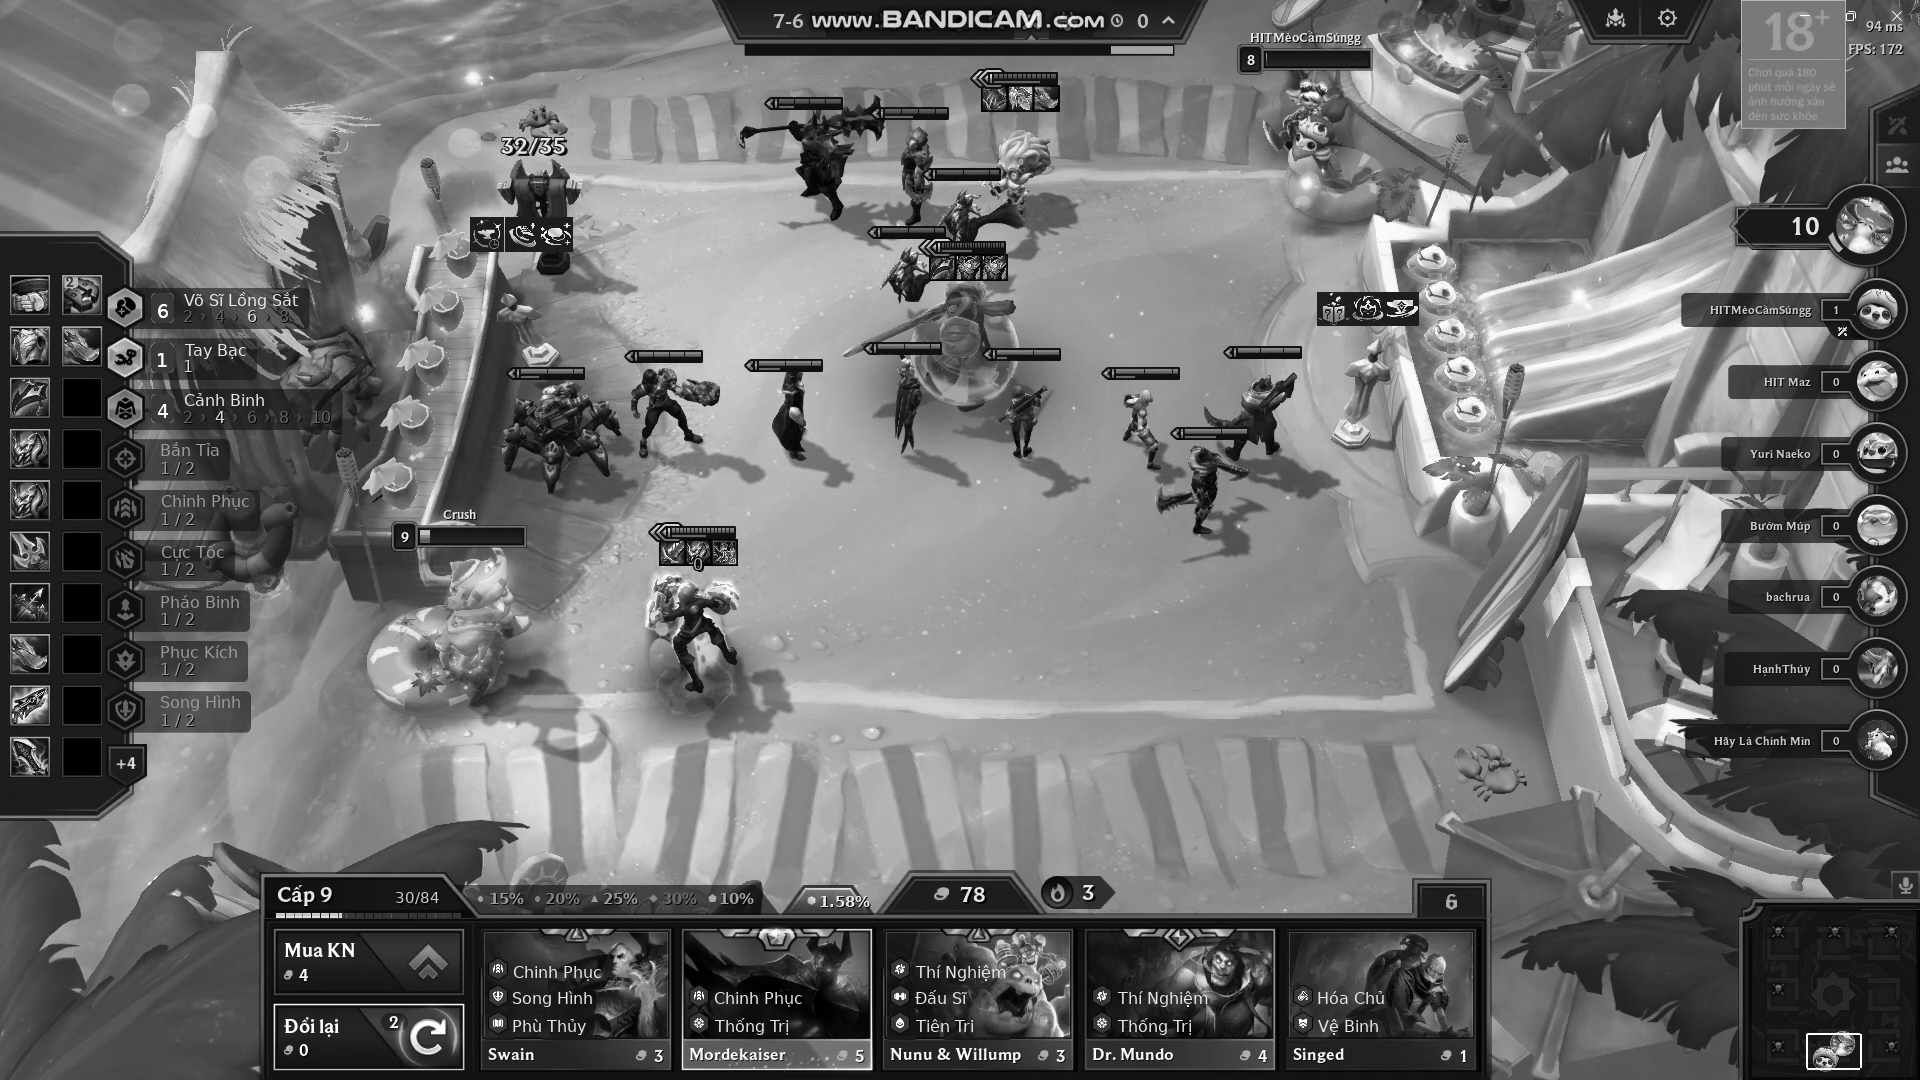 7-6 www.BANDICAM.com 0
HITMèoCầmSúngg
8
18+
94 ms
FPS: 172
Chơi quá 180
phút mỗi ngày sẽ
ảnh hưởng xấu
đến sức khỏe
32/35
10
6 Võ Sĩ Lồng Sắt
2 › 4 › 6 › 8
1 Tay Bạc
1
4 Cảnh Binh
2 › 4 › 6 › 8 › 10
Bắn Tỉa
1 / 2
Chinh Phục
1 / 2
Cực Tốc
1 / 2
Pháo Binh
1 / 2
Phục Kích
1 / 2
Song Hình
1 / 2
+4
2
HITMèoCầmSúngg 1
HIT Maz 0
Yuri Naeko 0
Bướm Múp 0
bachrua 0
HạnhThúy 0
Hãy Là Chính Mìn 0
Crush
9
0
Cấp 9 30/84
15% 20% 25% 30% 10%
1.58%
78
3
6
Mua KN
4
Đổi lại 2
0
Chinh Phục
Song Hình
Phù Thủy
Swain 3
Chinh Phục
Thống Trị
Mordekaiser 5
Thí Nghiệm
Đấu Sĩ
Tiên Tri
Nunu & Willump 3
Thí Nghiệm
Thống Trị
Dr. Mundo 4
Hóa Chủ
Vệ Binh
Singed 1